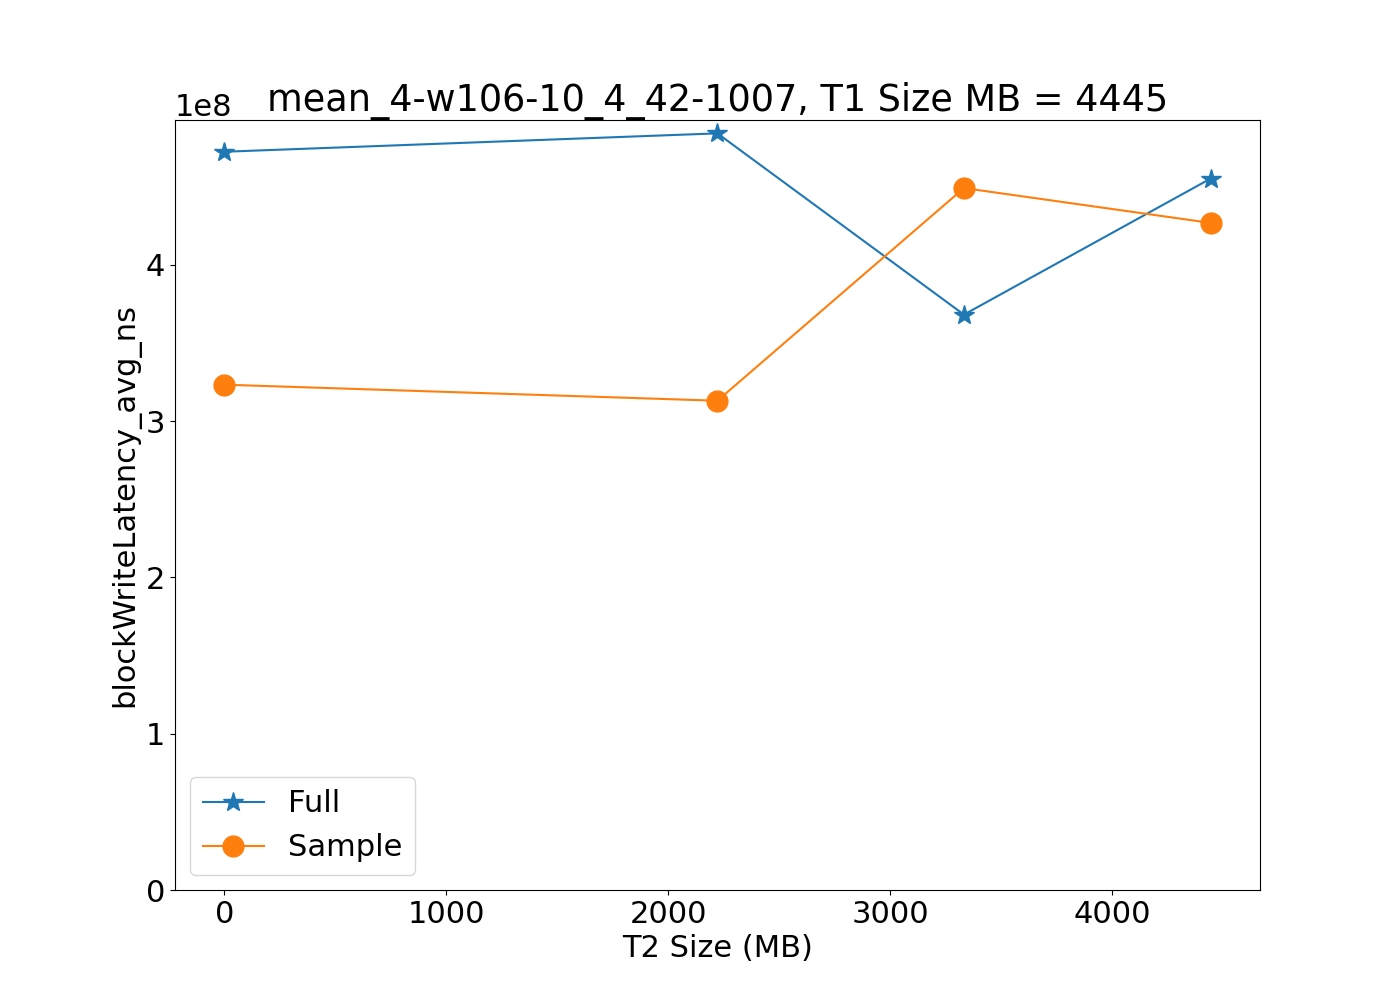 1e8
mean_4-w106-10_4_42-1007, T1 Size MB = 4445
blockWriteLatency_avg_ns
4
3
2
1
0
Full
Sample
0 1000 2000 3000 4000
T2 Size (MB)